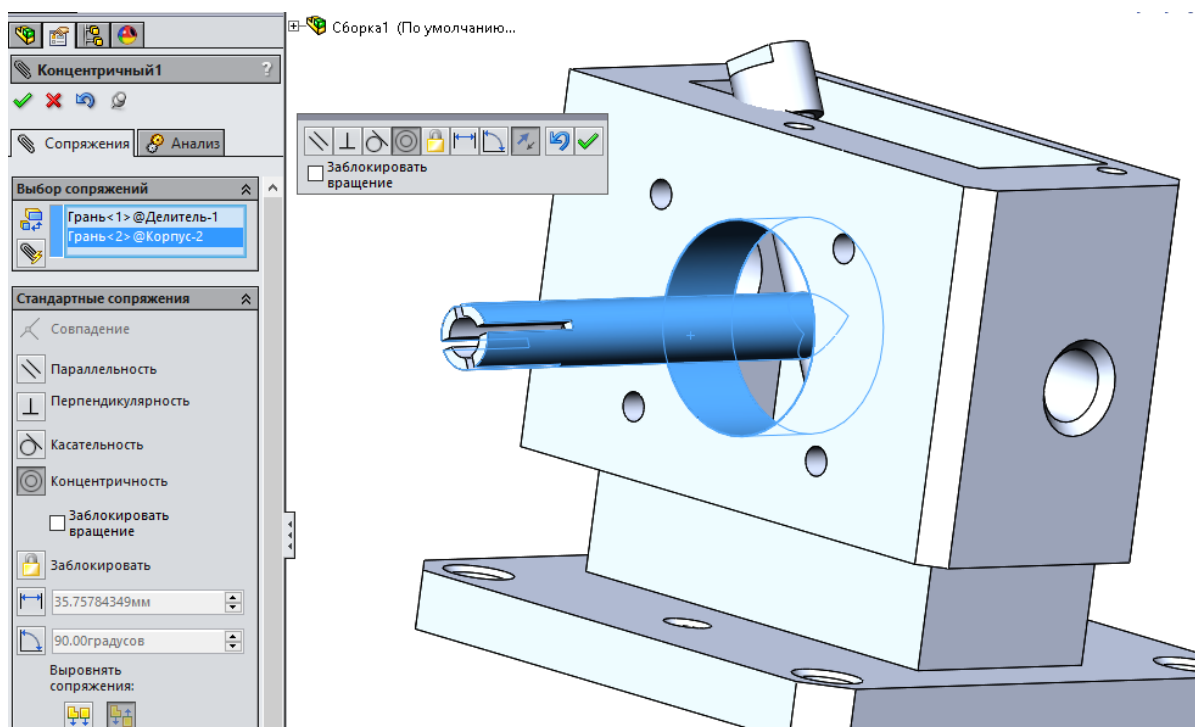 Сборка1 (По умолчанию...
Концентричный1
?
Сопряжения
Анализ
Заблокировать
вращение
Выбор сопряжений
Грань<1>@Делитель-1
Грань<2>@Корпус-2
Стандартные сопряжения
Совпадение
Параллельность
Перпендикулярность
Касательность
Концентричность
Заблокировать
вращение
Заблокировать
35.75784349мм
90.00градусов
Выровнять
сопряжения: